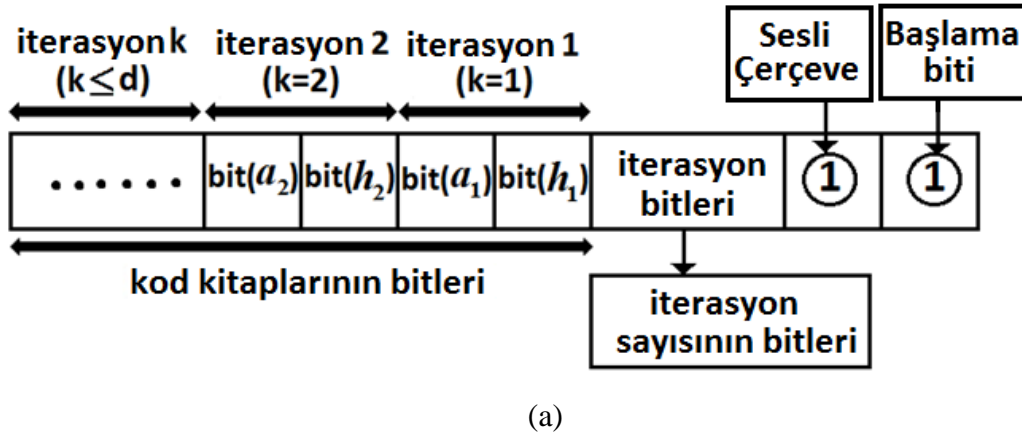 iterasyon k
(k≤d)
iterasyon 2
(k=2)
iterasyon 1
(k=1)
Sesli
Çerçeve
Başlama
biti
......
bit(a₂)
bit(h₂)
bit(a₁)
bit(h₁)
iterasyon
bitleri
1
1
kod kitaplarının bitleri
iterasyon
sayısının bitleri
(a)